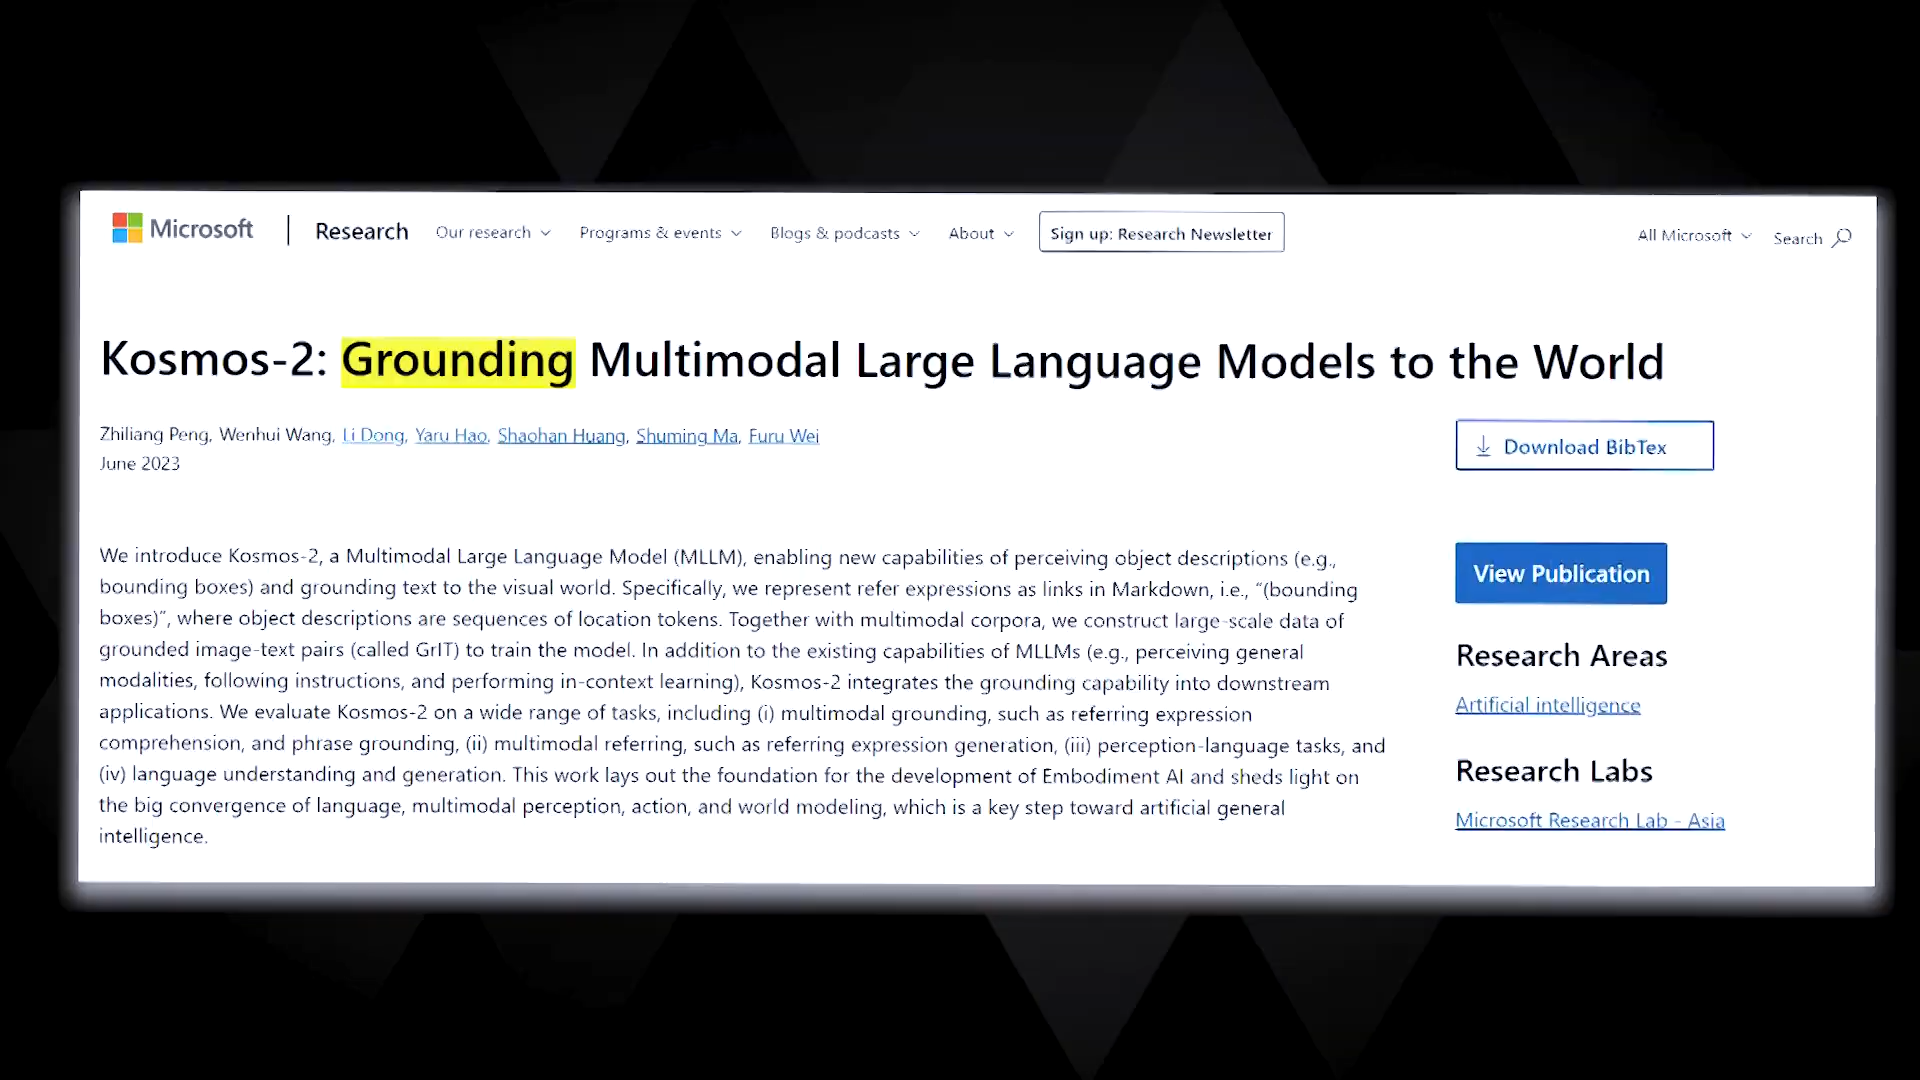 Microsoft | Research Our research Programs & events Blogs & podcasts About Sign up: Research Newsletter All Microsoft Search
Kosmos-2: Grounding Multimodal Large Language Models to the World
Zhiliang Peng, Wenhui Wang, Li Dong, Yaru Hao, Shaohan Huang, Shuming Ma, Furu Wei
June 2023
Download BibTex
We introduce Kosmos-2, a Multimodal Large Language Model (MLLM), enabling new capabilities of perceiving object descriptions (e.g.,
bounding boxes) and grounding text to the visual world. Specifically, we represent refer expressions as links in Markdown, i.e., “(bounding
boxes)”, where object descriptions are sequences of location tokens. Together with multimodal corpora, we construct large-scale data of
grounded image-text pairs (called GrIT) to train the model. In addition to the existing capabilities of MLLMs (e.g., perceiving general
modalities, following instructions, and performing in-context learning), Kosmos-2 integrates the grounding capability into downstream
applications. We evaluate Kosmos-2 on a wide range of tasks, including (i) multimodal grounding, such as referring expression
comprehension, and phrase grounding, (ii) multimodal referring, such as referring expression generation, (iii) perception-language tasks, and
(iv) language understanding and generation. This work lays out the foundation for the development of Embodiment AI and sheds light on
the big convergence of language, multimodal perception, action, and world modeling, which is a key step toward artificial general
intelligence.
View Publication
Research Areas
Artificial intelligence
Research Labs
Microsoft Research Lab - Asia